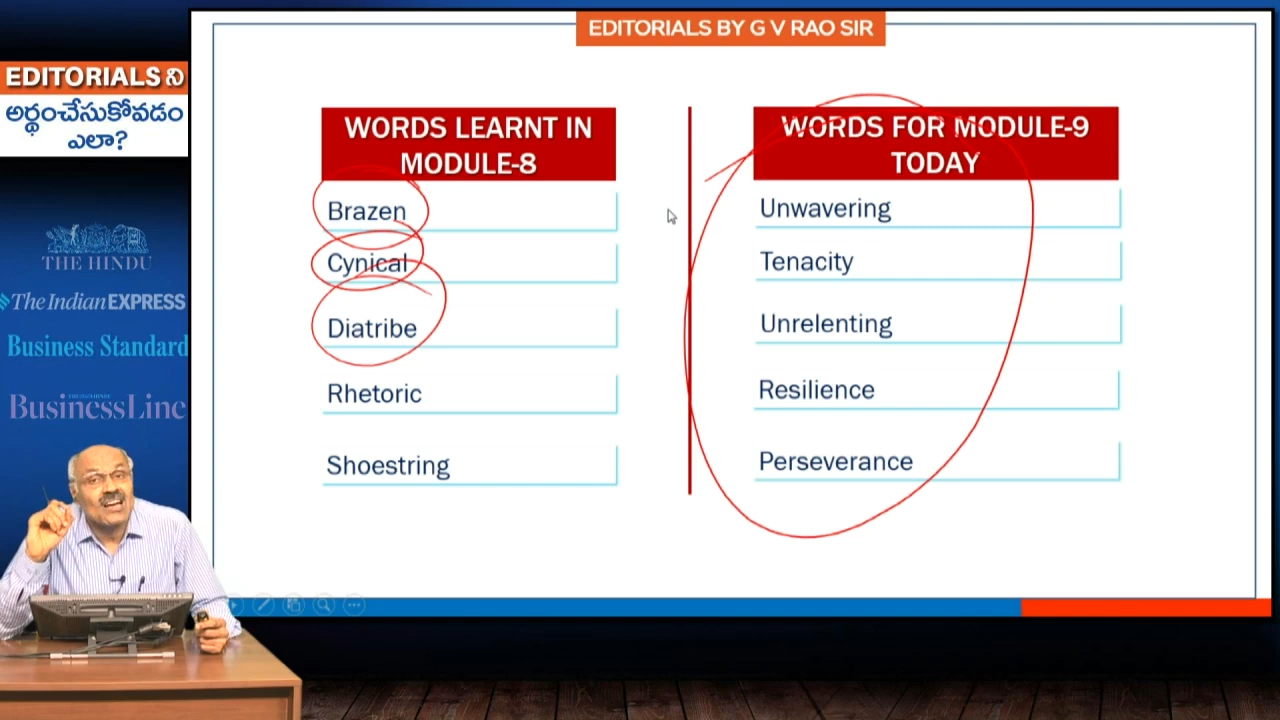 EDITORIALS BY G V RAO SIR
EDITORIALS ని
అర్థంచేసుకోవడం
ఎలా?
THE HINDU
The Indian EXPRESS
Business Standard
BusinessLine
WORDS LEARNT IN
MODULE-8
Brazen
Cynical
Diatribe
Rhetoric
Shoestring
WORDS FOR MODULE-9
TODAY
Unwavering
Tenacity
Unrelenting
Resilience
Perseverance